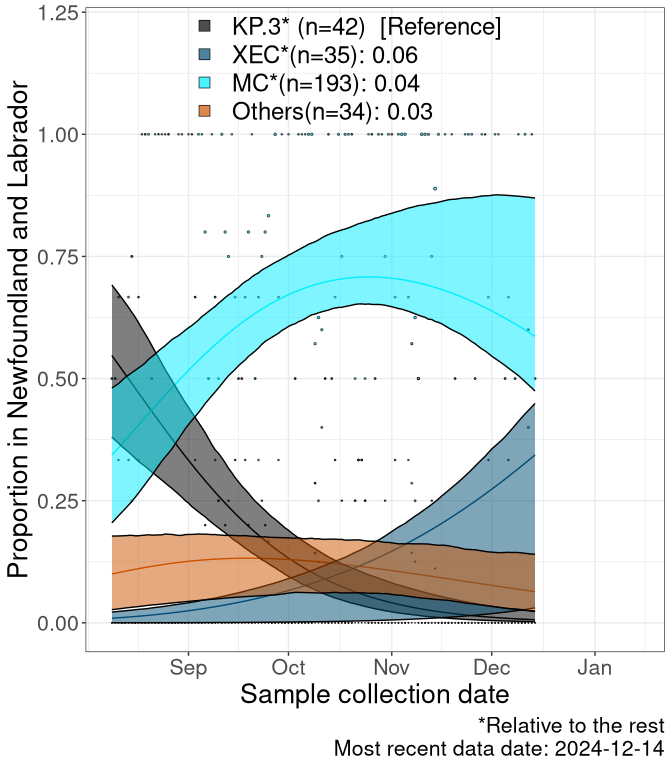 KP.3* (n=42) [Reference]
XEC*(n=35): 0.06
MC*(n=193): 0.04
Others(n=34): 0.03
Proportion in Newfoundland and Labrador
1.25
1.00
0.75
0.50
0.25
0.00
Sep Oct Nov Dec Jan
Sample collection date
*Relative to the rest
Most recent data date: 2024-12-14